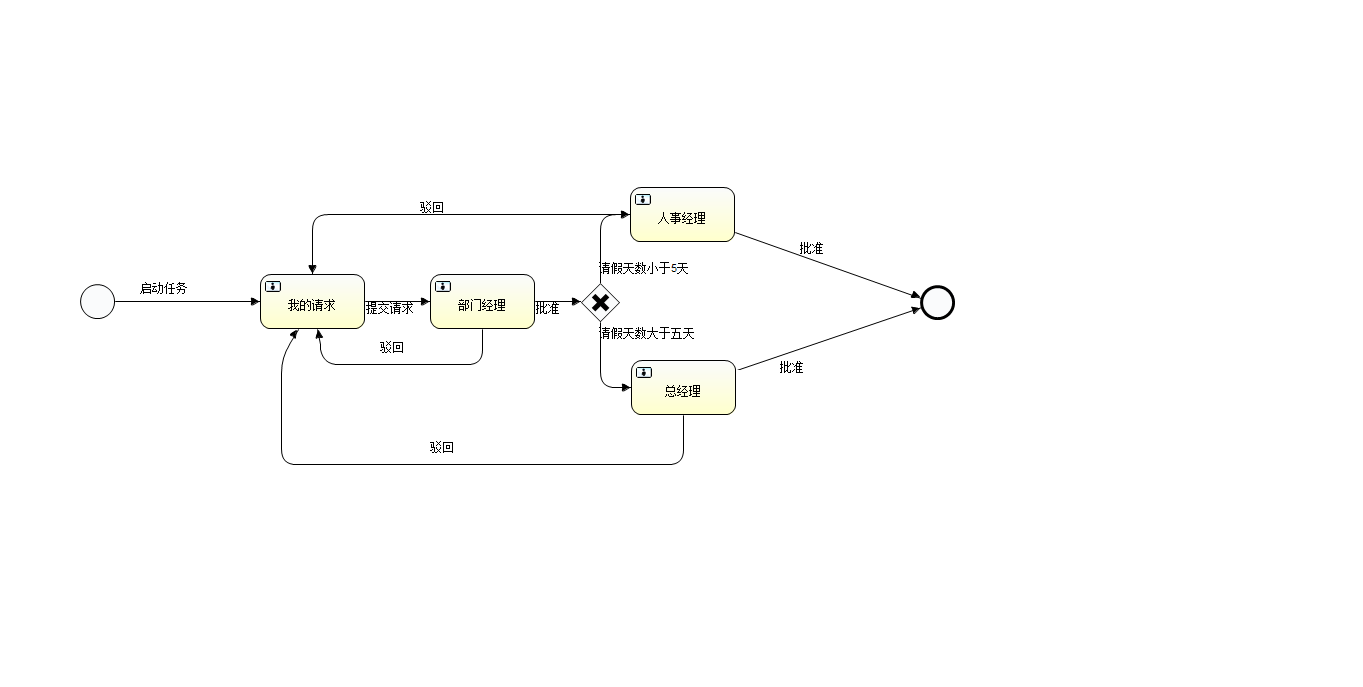 驳回
人事经理
批准
请假天数小于5天
启动任务
我的请求
提交请求
部门经理
批准
请假天数大于五天
驳回
批准
总经理
驳回